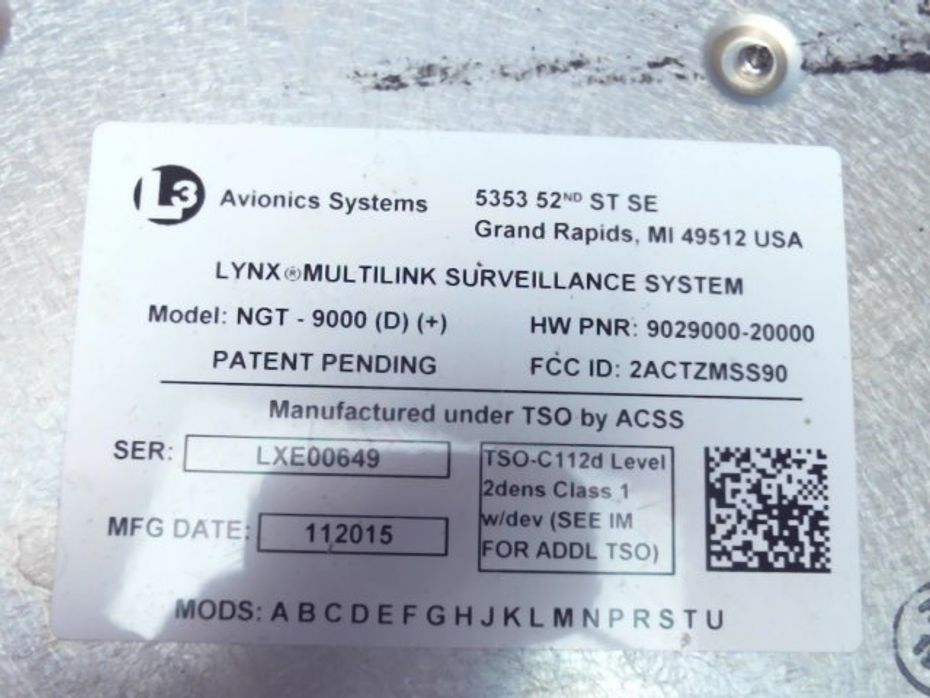 L3 Avionics Systems
5353 52ND ST SE
Grand Rapids, MI 49512 USA
LYNX®MULTILINK SURVEILLANCE SYSTEM
Model: NGT - 9000 (D) (+)
HW PNR: 9029000-20000
PATENT PENDING
FCC ID: 2ACTZMSS90
Manufactured under TSO by ACSS
SER: LXE00649
MFG DATE: 112015
TSO-C112d Level
2dens Class 1
w/dev (SEE IM
FOR ADDL TSO)
MODS: A B C D E F G H J K L M N P R S T U